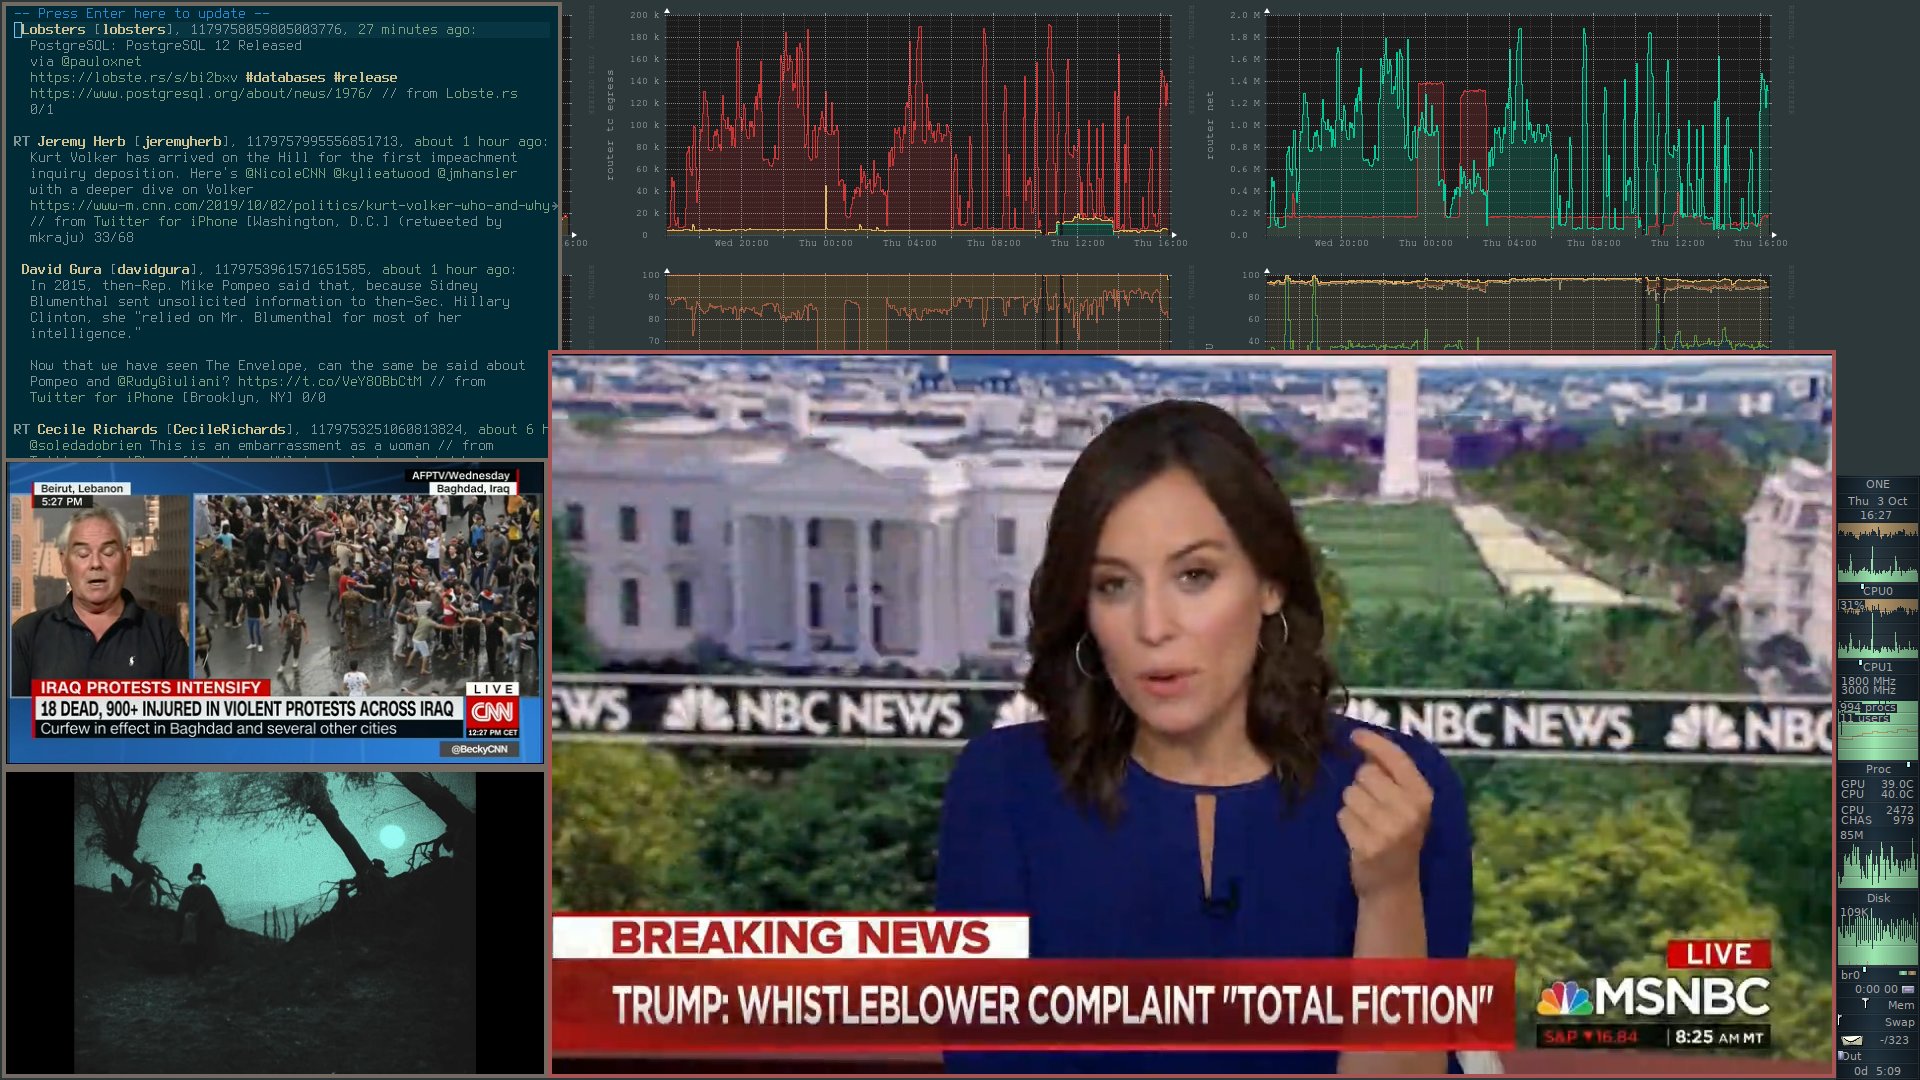 -- Press Enter here to update --
Lobsters [lobsters], 1179758059805003776, 27 minutes ago:
PostgreSQL: PostgreSQL 12 Released
via @pauloxnet
https://lobste.rs/s/bi2bxv #databases #release
https://www.postgresql.org/about/news/1976/ // from Lobste.rs
0/1
RT Jeremy Herb [jeremyherb], 1179757995556851713, about 1 hour ago:
Kurt Volker has arrived on the Hill for the first impeachment
inquiry deposition. Here's @NicoleCNN @kylieatwood @jmhansler
with a deeper dive on Volker
https://www-m.cnn.com/2019/10/02/politics/kurt-volker-who-and-why
// from Twitter for iPhone [Washington, D.C.] (retweeted by
mkraju) 33/68
David Gura [davidgura], 1179753961571651585, about 1 hour ago:
In 2015, then-Rep. Mike Pompeo said that, because Sidney
Blumenthal sent unsolicited information to then-Sec. Hillary
Clinton, she "relied on Mr. Blumenthal for most of her
intelligence."
Now that we have seen The Envelope, can the same be said about
Pompeo and @RudyGiuliani? https://t.co/VeY8OBbCtM // from
Twitter for iPhone [Brooklyn, NY] 0/0
RT Cecile Richards [CecileRichards], 1179753251060813824, about 6 h
@soledadobrien This is an embarrassment as a woman // from
6:00
router tc egress
200 k
180 k
160 k
140 k
120 k
100 k
80 k
60 k
40 k
20 k
0
Wed 20:00 Thu 00:00 Thu 04:00 Thu 08:00 Thu 12:00 Thu 16:00
router net
2.0 M
1.8 M
1.6 M
1.4 M
1.2 M
1.0 M
0.8 M
0.6 M
0.4 M
0.2 M
0.0
Wed 20:00 Thu 00:00 Thu 04:00 Thu 08:00 Thu 12:00 Thu 16:00
100
90
80
70
100
80
60
40
AFPTV/Wednesday
Beirut, Lebanon
Baghdad, Iraq
5:27 PM
IRAQ PROTESTS INTENSIFY
LIVE
18 DEAD, 900+ INJURED IN VIOLENT PROTESTS ACROSS IRAQ
CNN
Curfew in effect in Baghdad and several other cities
12:27 PM CET
@BeckyCNN
EWS NBC NEWS NBC NEWS NBC
BREAKING NEWS
LIVE
TRUMP: WHISTLEBLOWER COMPLAINT "TOTAL FICTION"
MSNBC
S&P ▼16.84 8:25 AM MT
ONE
Thu 3 Oct
16:27
CPU0
31%
CPU1
1800 MHz
3000 MHz
994 procs
11 users
Proc
GPU 39.0C
CPU 40.0C
CPU 2472
CHAS 979
85M
Disk
109K
br0
0:00 00
Mem
Swap
-/323
Out
0d 5:09